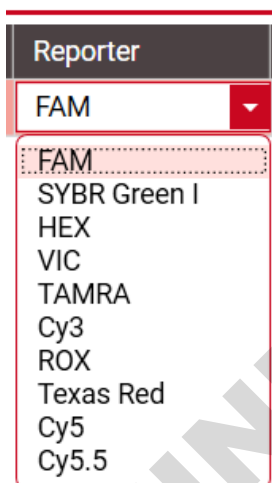 Reporter
FAM
FAM
SYBR Green I
HEX
VIC
TAMRA
Cy3
ROX
Texas Red
Cy5
Cy5.5